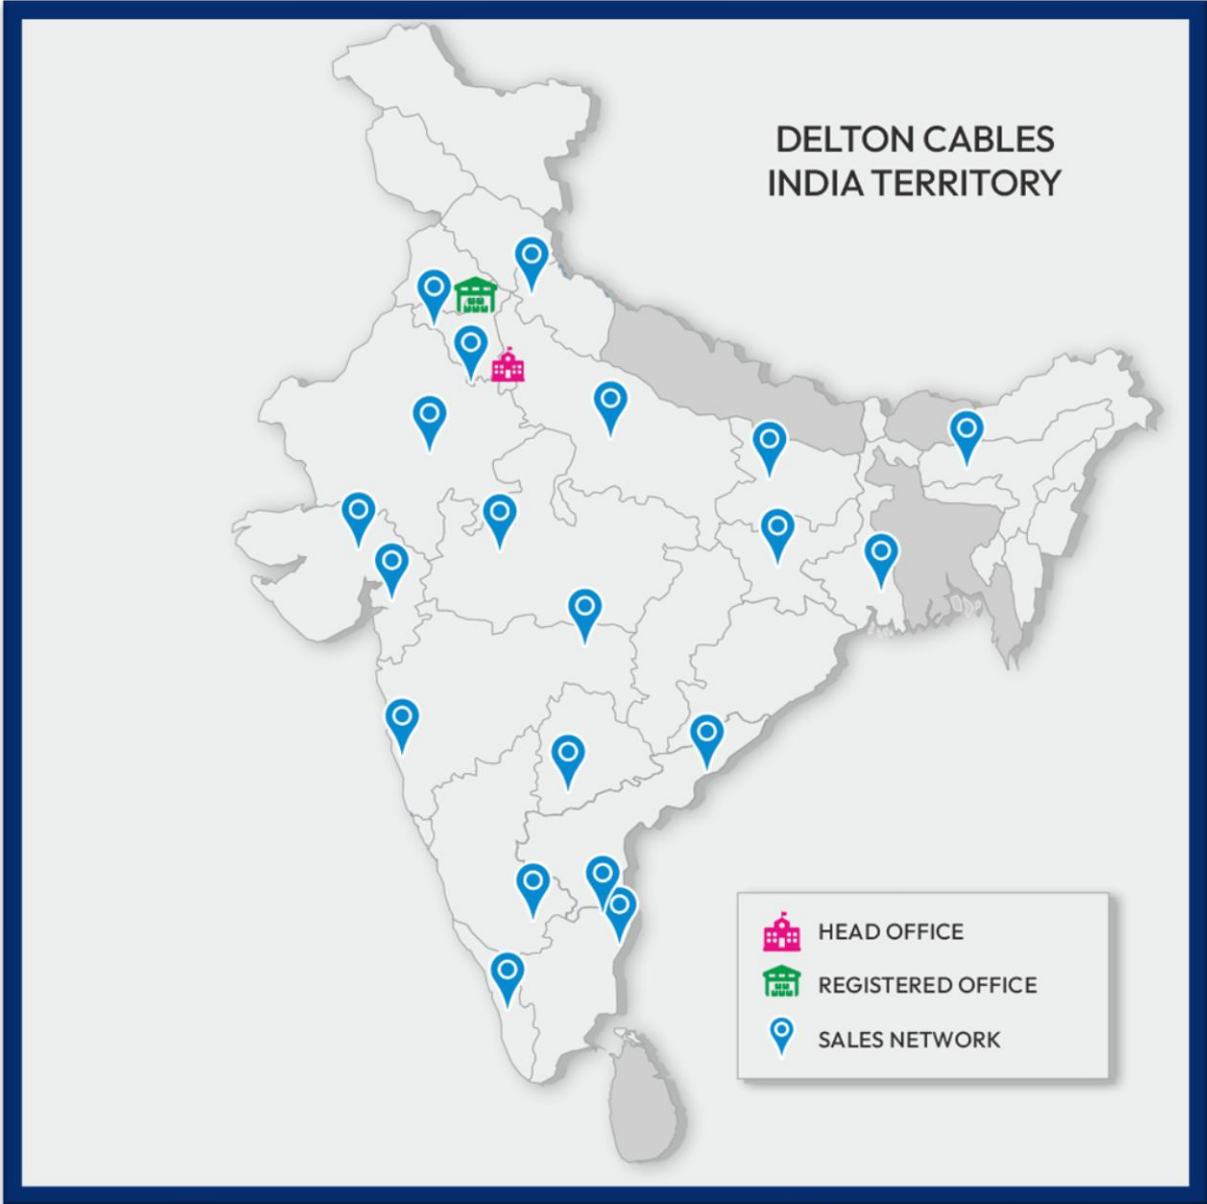 DELTON CABLES
INDIA TERRITORY
HEAD OFFICE
REGISTERED OFFICE
SALES NETWORK